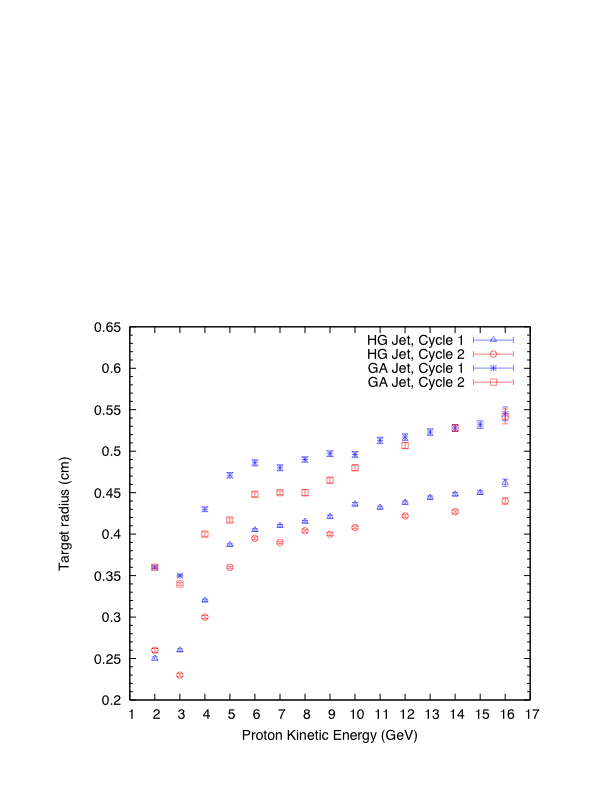 0.65
0.6
0.55
0.5
0.45
0.4
0.35
0.3
0.25
0.2
Target radius (cm)
HG Jet, Cycle 1
HG Jet, Cycle 2
GA Jet, Cycle 1
GA Jet, Cycle 2
1 2 3 4 5 6 7 8 9 10 11 12 13 14 15 16 17
Proton Kinetic Energy (GeV)